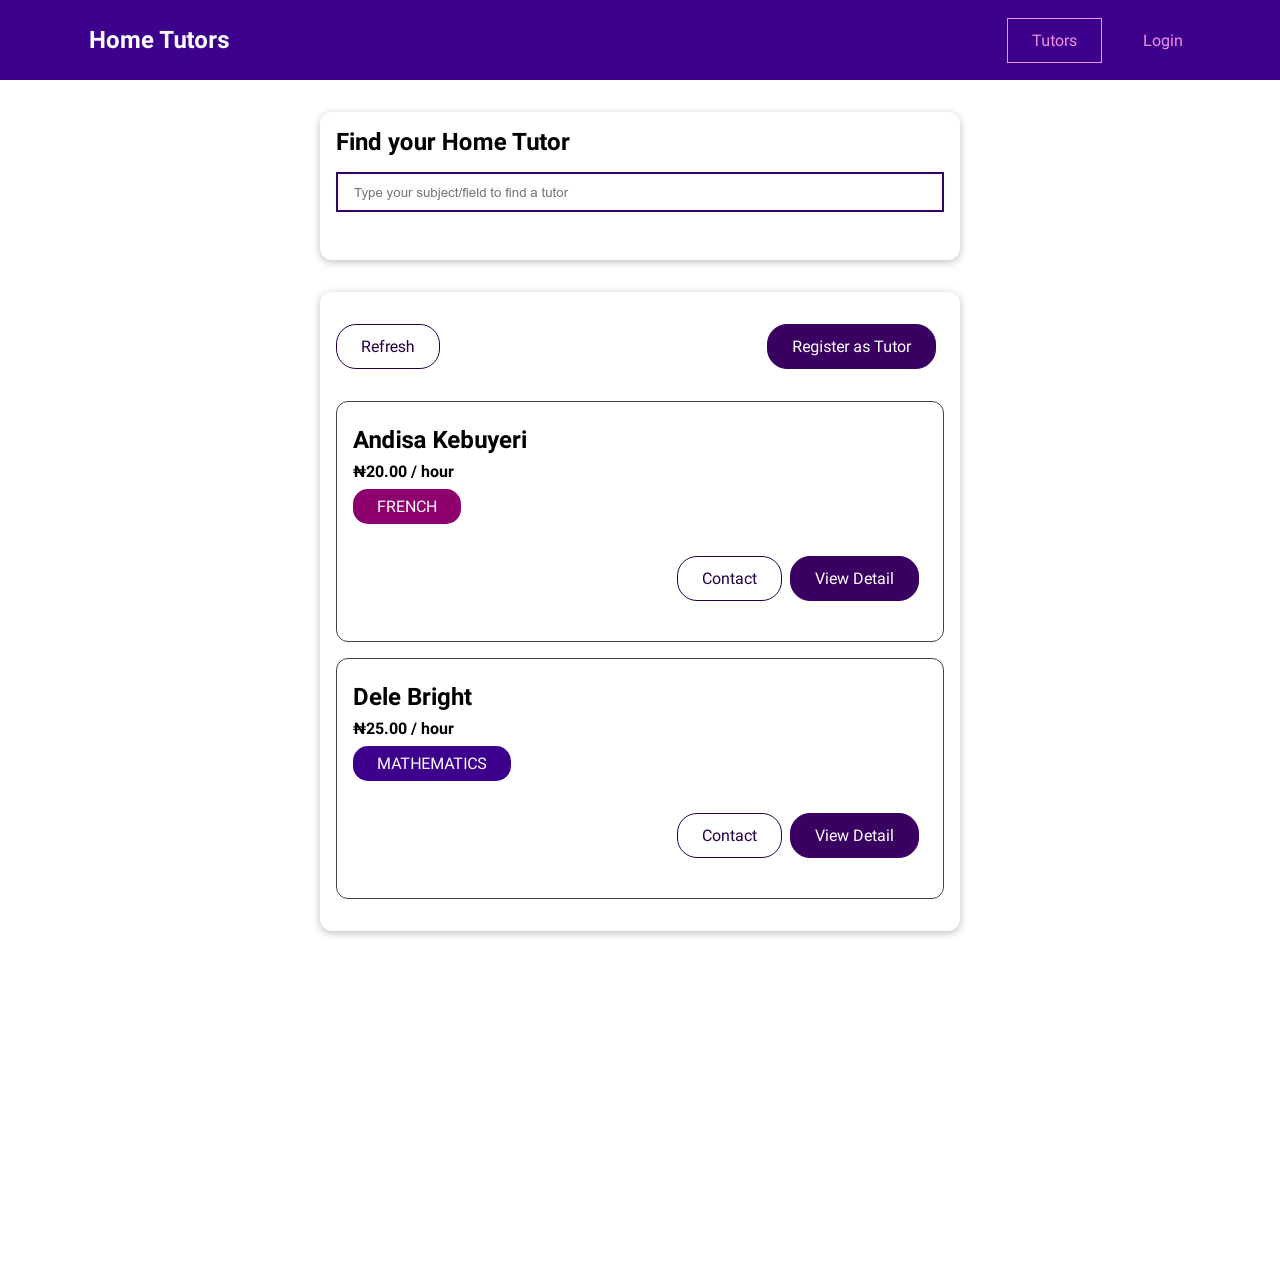 Home Tutors
Tutors
Login
Find your Home Tutor
Type your subject/field to find a tutor
Refresh
Register as Tutor
Andisa Kebuyeri
₦20.00 / hour
FRENCH
Contact
View Detail
Dele Bright
₦25.00 / hour
MATHEMATICS
Contact
View Detail